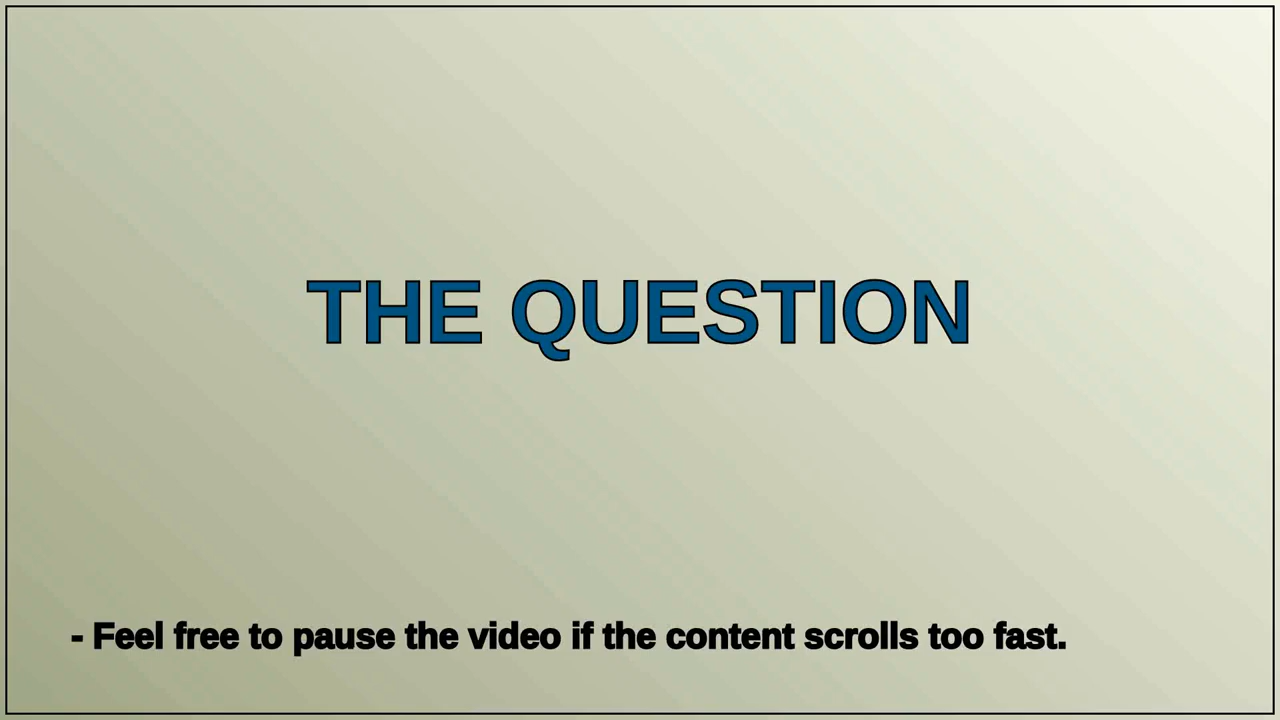 THE QUESTION
- Feel free to pause the video if the content scrolls too fast.